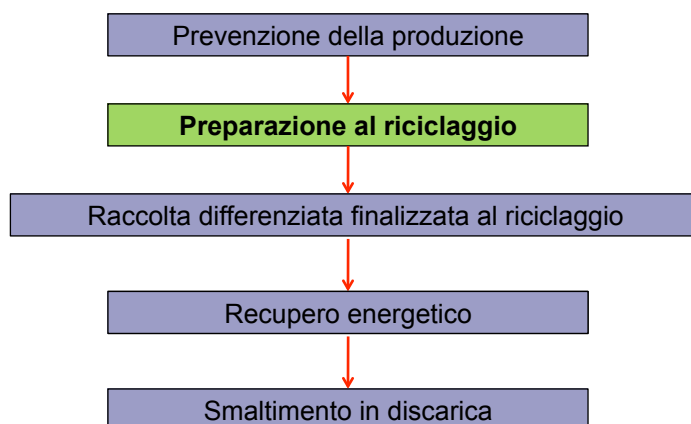 Prevenzione della produzione
Preparazione al riciclaggio
Raccolta differenziata finalizzata al riciclaggio
Recupero energetico
Smaltimento in discarica